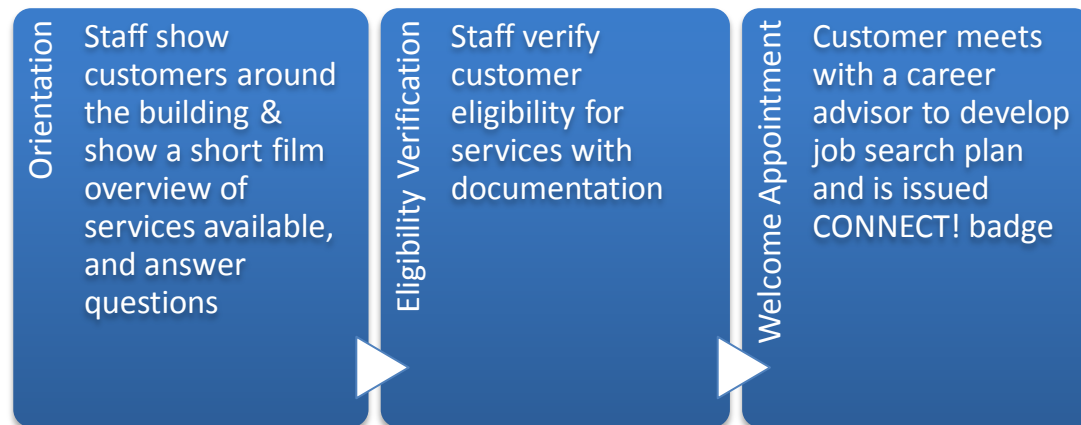 Orientation
Staff show
customers around
the building &
show a short film
overview of
services available,
and answer
questions
Eligibility Verification
Staff verify
customer
eligibility for
services with
documentation
Welcome Appointment
Customer meets
with a career
advisor to develop
job search plan
and is issued
CONNECT! badge